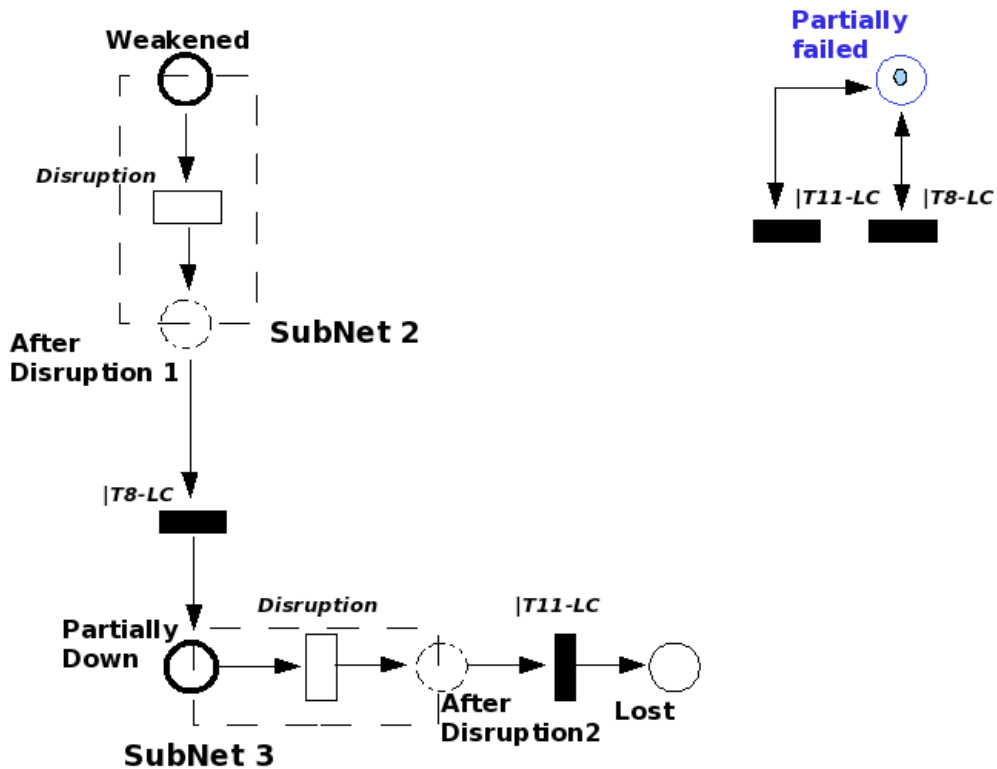 Weakened
Partially
failed
Disruption
|T11-LC
|T8-LC
SubNet 2
After
Disruption 1
|T8-LC
Disruption
|T11-LC
Partially
Down
After
Disruption2
Lost
SubNet 3